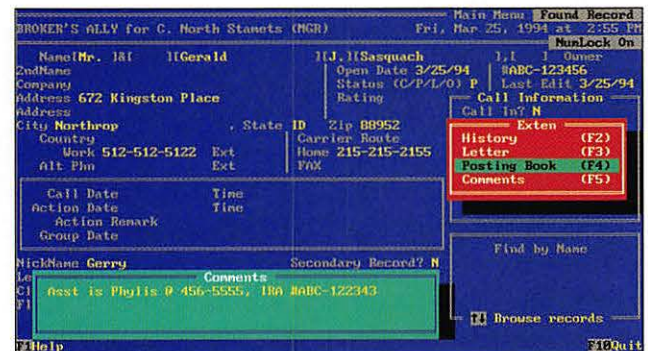 Main Menu Found Record
BROKER'S ALLY for C. North Stamets (MGR) Fri, Mar 25, 1994 at 2:55 PM
NumLock On
Name[Mr. ]&[ ][Gerald ][J.][Sasquach ],[ ] Owner
2ndName Open Date 3/25/94 #ABC-123456
Company Status (C/P/L/O) P Last Edit 3/25/94
Address 672 Kingston Place Rating Call Information
Address Call In? N
City Northrop , State ID Zip 88952
Exten
Country Carrier Route History (F2)
Work 512-512-5122 Ext Home 215-215-2155 Letter (F3)
Alt Phn Ext FAX Posting Book (F4)
Comments (F5)
Call Date Time
Action Date Time
Action Remark
Group Date
Find by Name
NickName Gerry Secondary Record? N
Le Comments
Cl Asst is Phylis @ 456-5555, IRA #ABC-122343
Fl
↑↓ Browse records
F1Help F10Quit